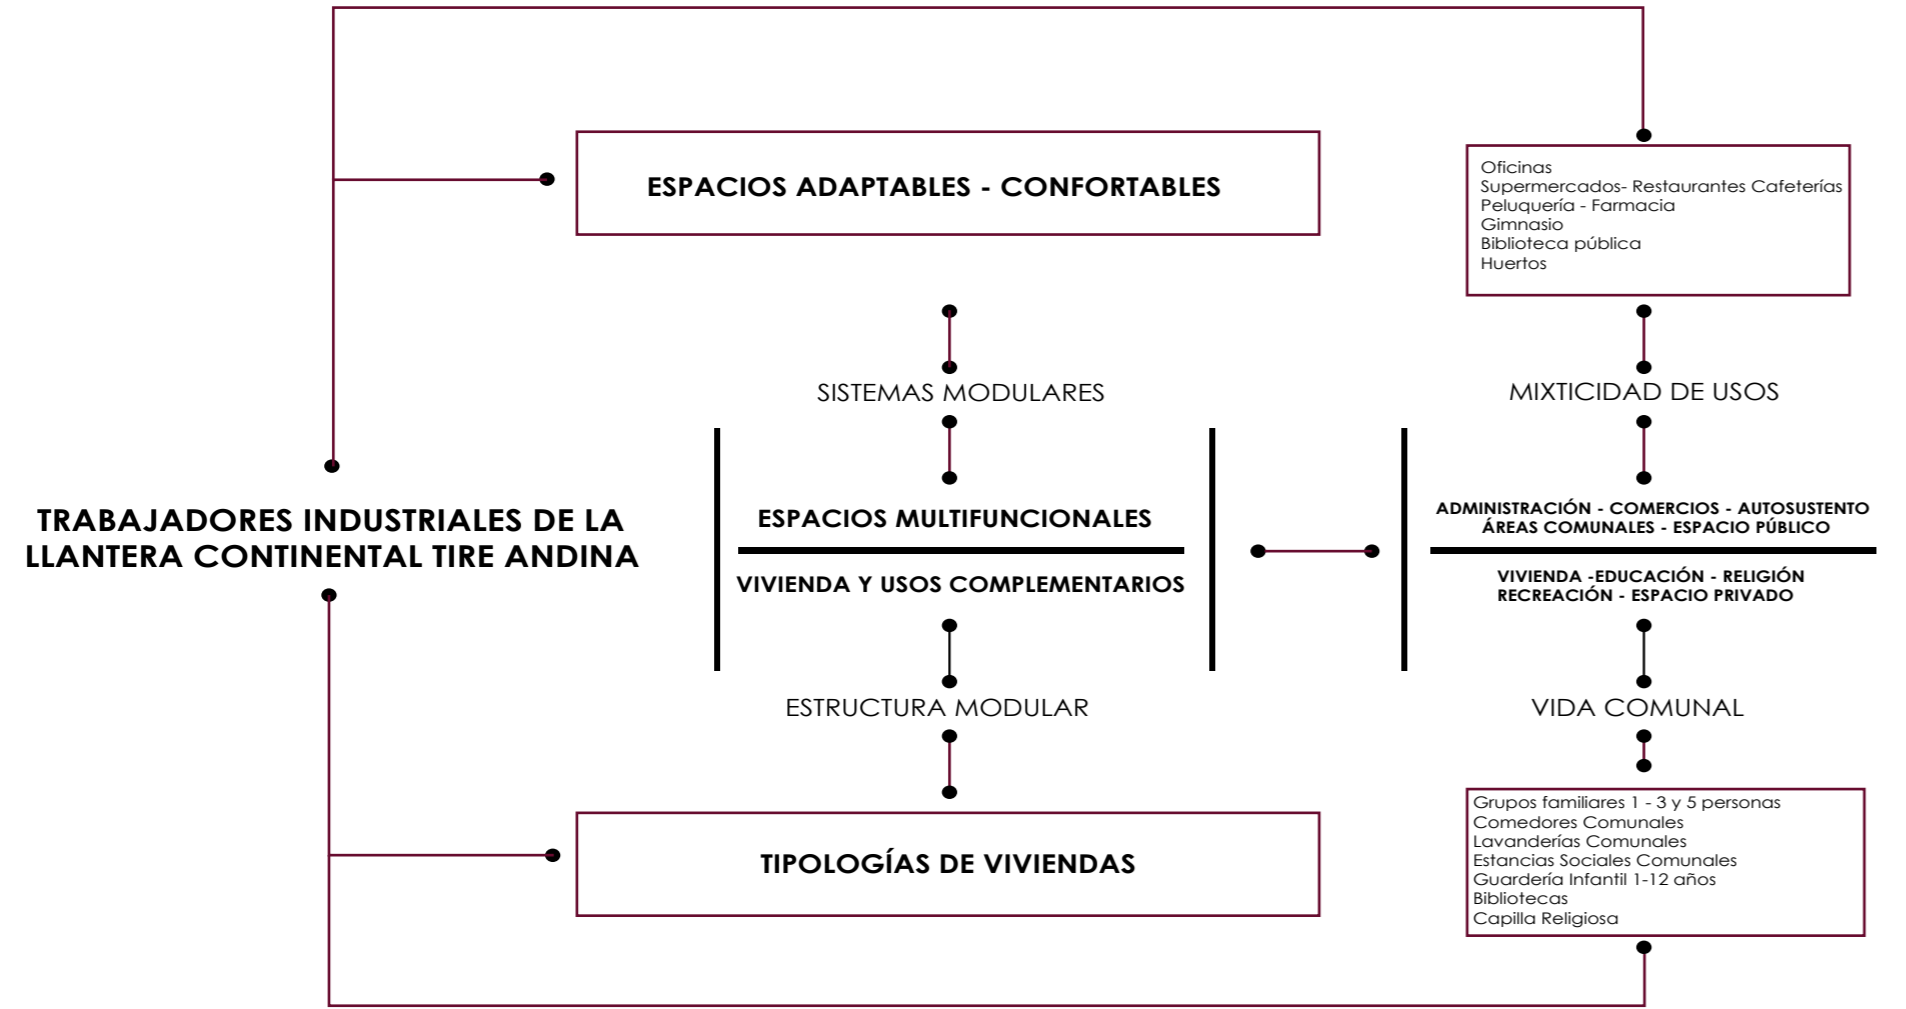 ESPACIOS ADAPTABLES - CONFORTABLES
Oficinas
Supermercados- Restaurantes Cafeterías
Peluquería - Farmacia
Gimnasio
Biblioteca pública
Huertos
SISTEMAS MODULARES
MIXTICIDAD DE USOS
TRABAJADORES INDUSTRIALES DE LA
LLANTERA CONTINENTAL TIRE ANDINA
ESPACIOS MULTIFUNCIONALES
VIVIENDA Y USOS COMPLEMENTARIOS
ADMINISTRACIÓN - COMERCIOS - AUTOSUSTENTO
ÁREAS COMUNALES - ESPACIO PÚBLICO
VIVIENDA -EDUCACIÓN - RELIGIÓN
RECREACIÓN - ESPACIO PRIVADO
ESTRUCTURA MODULAR
VIDA COMUNAL
TIPOLOGÍAS DE VIVIENDAS
Grupos familiares 1 - 3 y 5 personas
Comedores Comunales
Lavanderías Comunales
Estancias Sociales Comunales
Guardería Infantil 1-12 años
Bibliotecas
Capilla Religiosa